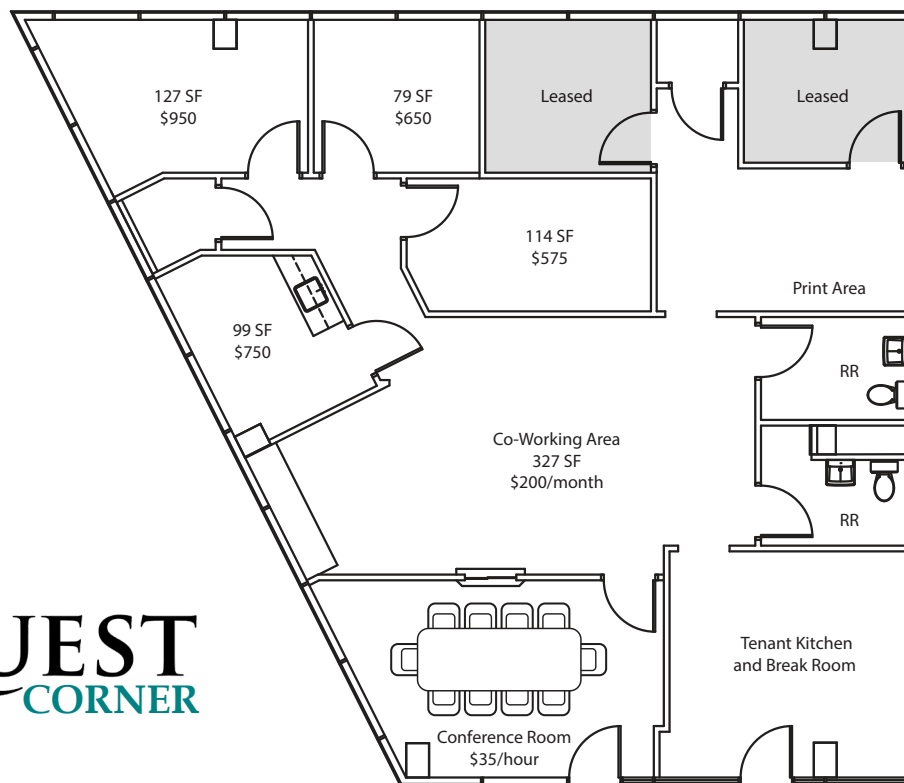 127 SF
$950
79 SF
$650
Leased
Leased
114 SF
$575
Print Area
99 SF
$750
RR
Co-Working Area
327 SF
$200/month
RR
UEST
CORNER
Tenant Kitchen
and Break Room
Conference Room
$35/hour